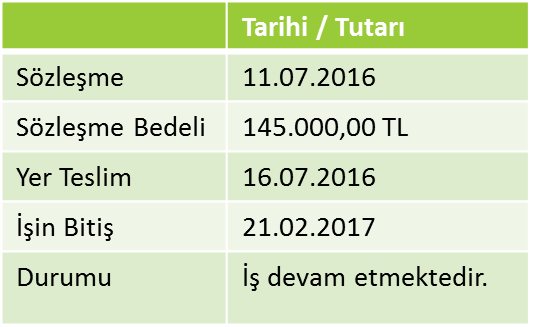 Tarihi / Tutarı
Sözleşme 11.07.2016
Sözleşme Bedeli 145.000,00 TL
Yer Teslim 16.07.2016
İşin Bitiş 21.02.2017
Durumu İş devam etmektedir.